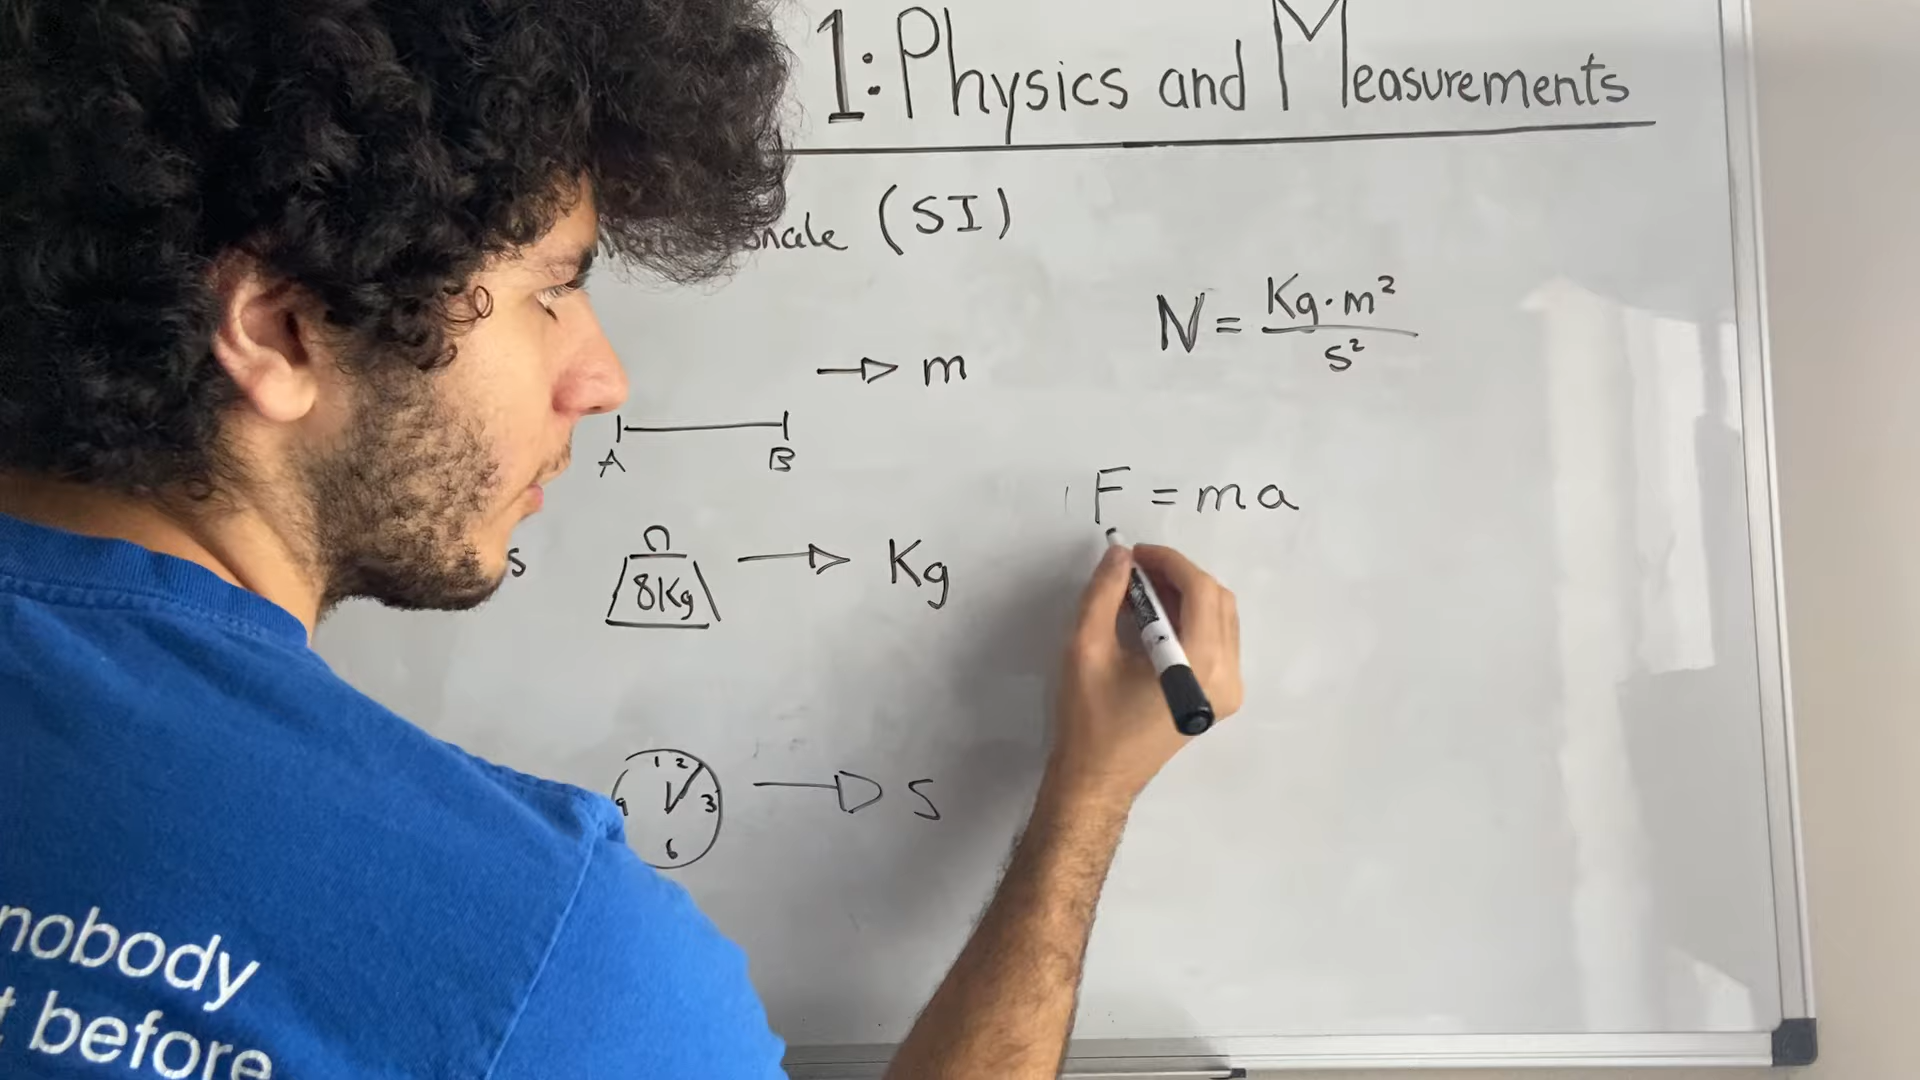 1: Physics and Measurements
(SI)
N = Kg·m²
s²
m
A B
F = ma
s
8Kg
Kg
1 2
9 3
6
S
nobody
before